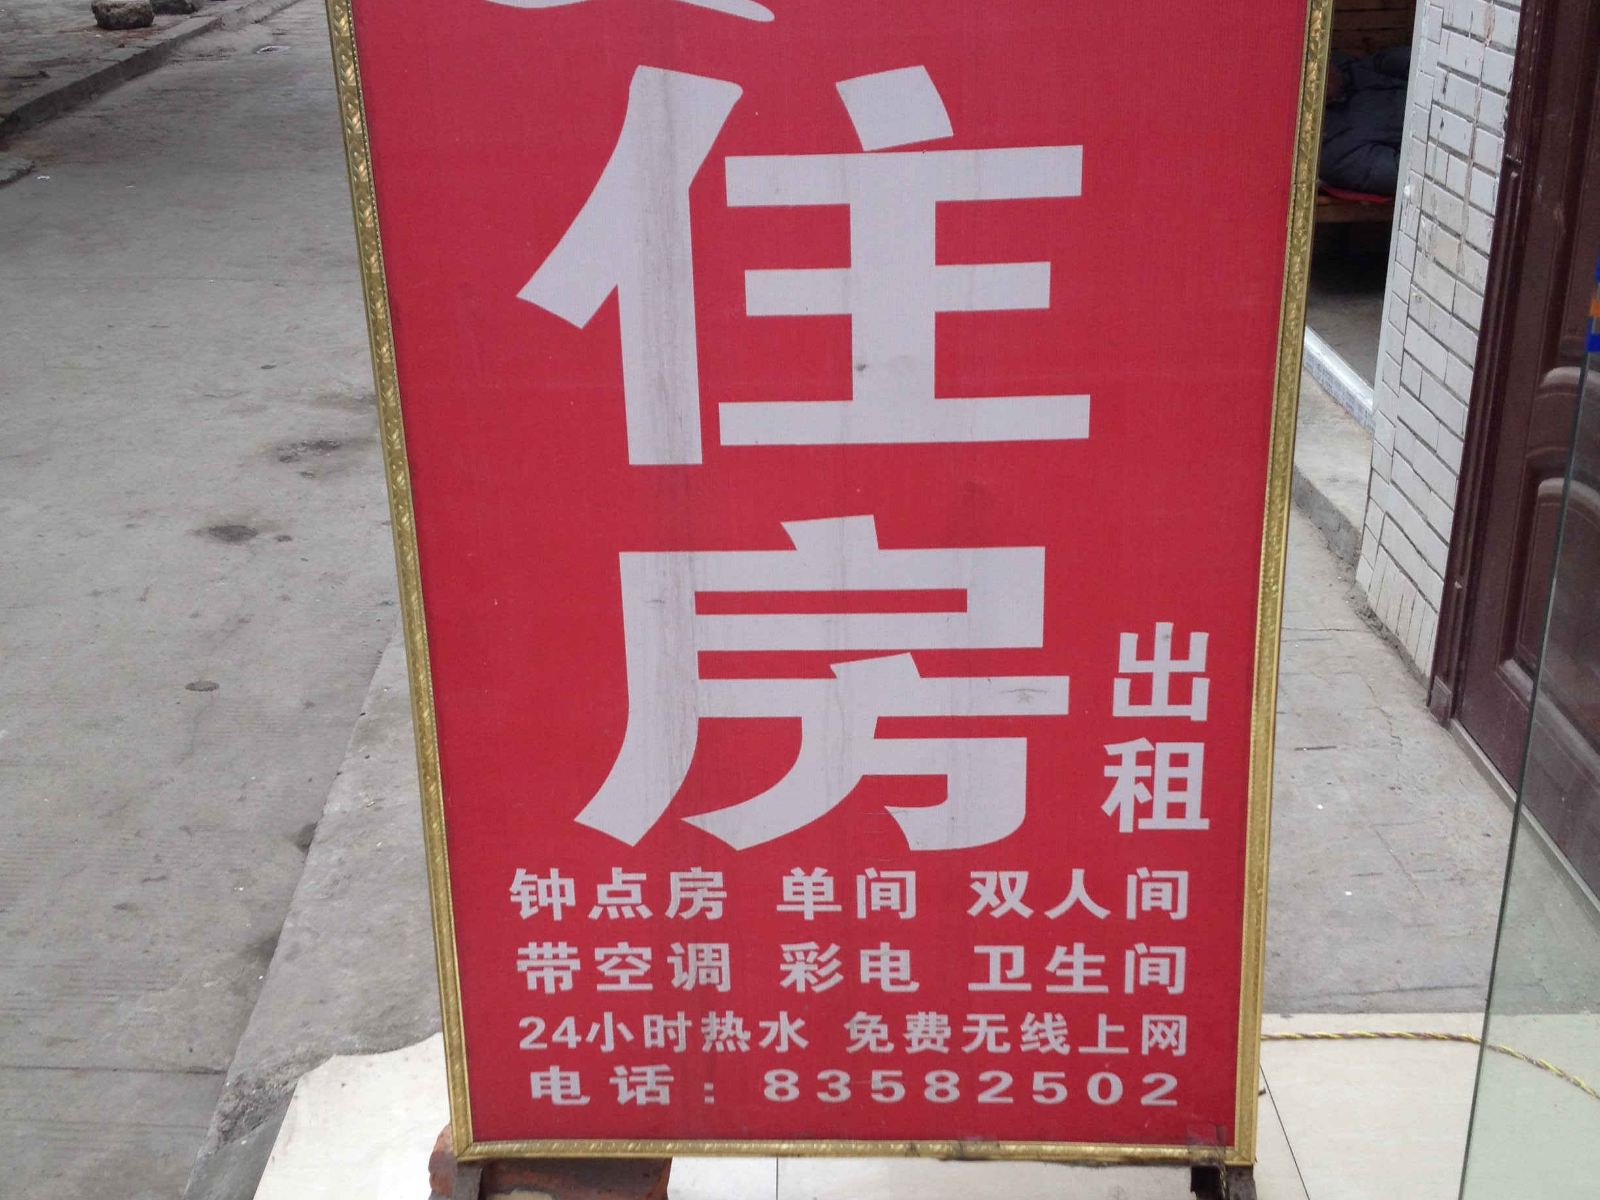 住房
出租
钟点房 单间 双人间
带空调 彩电 卫生间
24小时热水 免费无线上网
电话：83582502